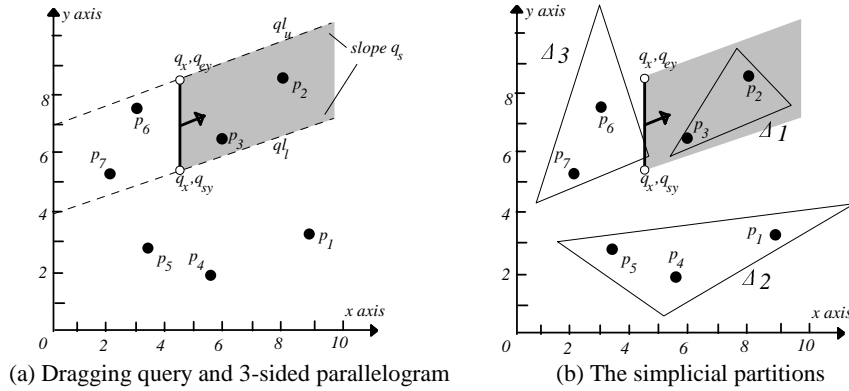 y axis
ql_u
slope q_s
q_x,q_ey
8
p_2
p_6
6
p_3
p_7
ql_l
q_x,q_sy
4
p_1
p_5
p_4
2
x axis
0 2 4 6 8 10
(a) Dragging query and 3-sided parallelogram
y axis
Δ3
q_x,q_ey
8
p_2
p_6
p_3
Δ1
6
p_7
q_x,q_sy
4
p_1
p_5
p_4
2
Δ2
x axis
0 2 4 6 8 10
(b) The simplicial partitions